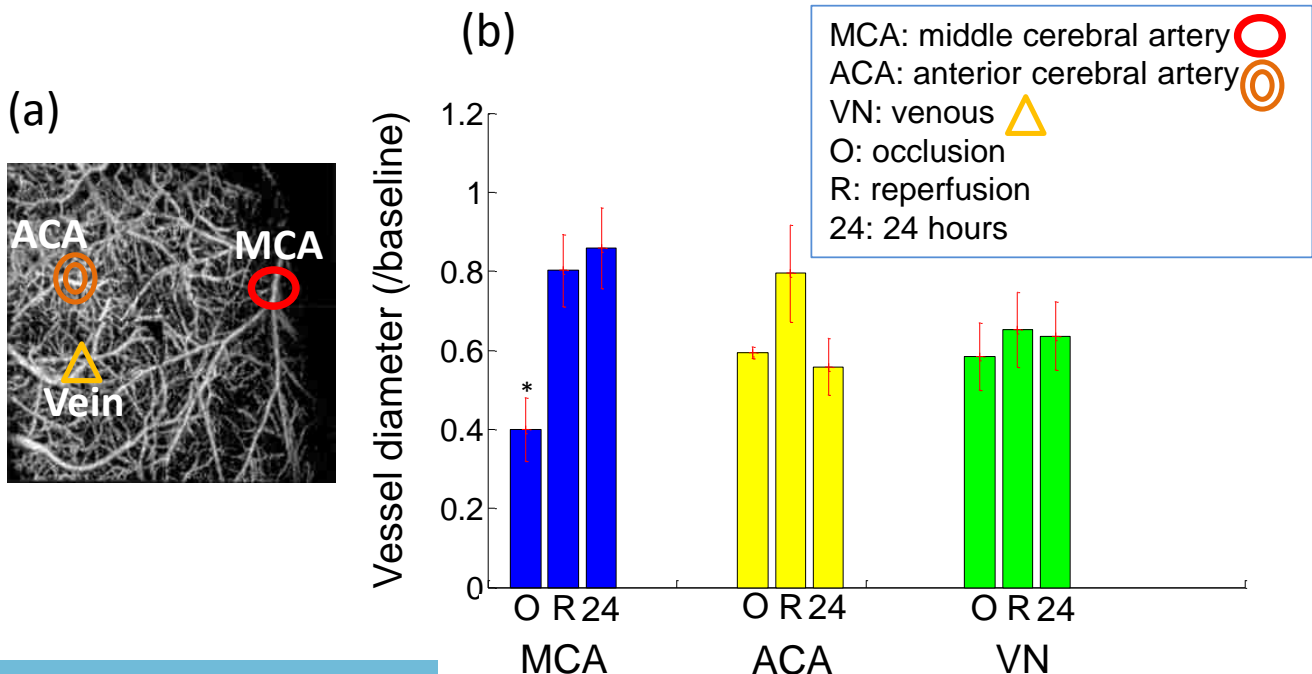 (a)
ACA
MCA
Vein
(b)
MCA: middle cerebral artery
ACA: anterior cerebral artery
VN: venous
O: occlusion
R: reperfusion
24: 24 hours
Vessel diameter (/baseline)
1.2
1
0.8
0.6
0.4
0.2
0
*
O R 24
O R 24
O R 24
MCA
ACA
VN